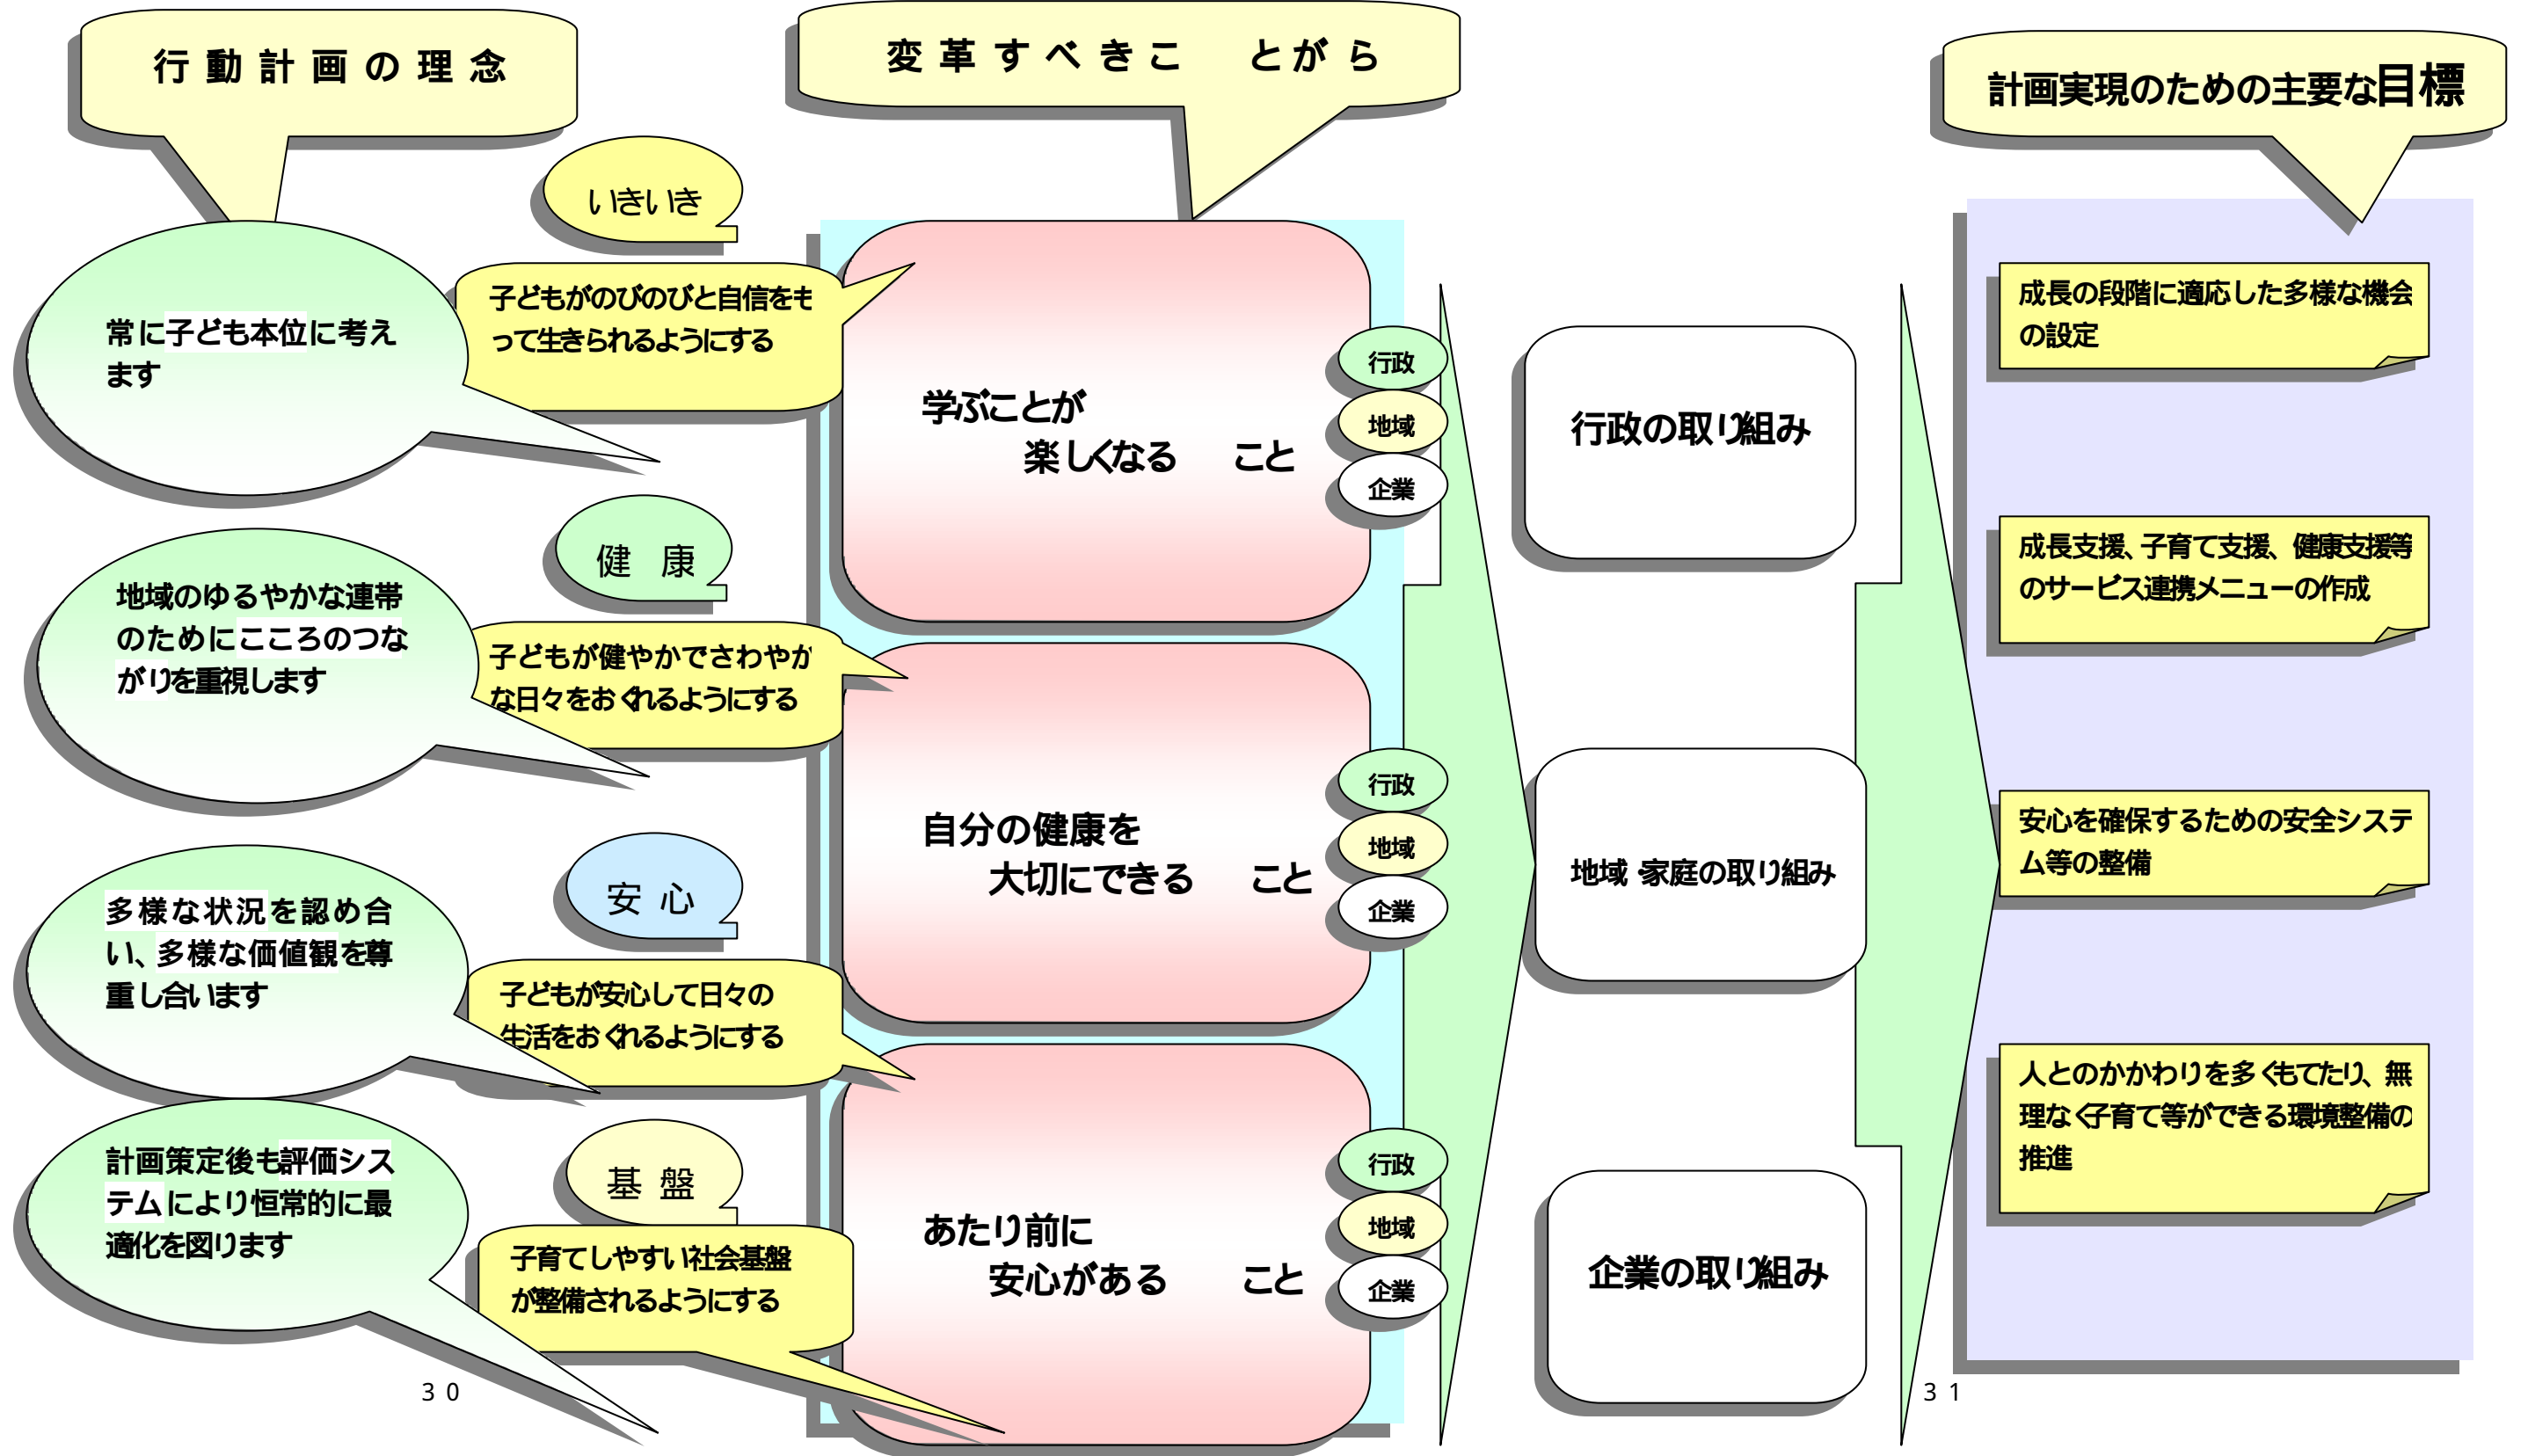 行動計画の理念
変革すべきことがら
計画実現のための主要な目標
常に子ども本位に考え
ます
地域のゆるやかな連帯
のためにこころのつな
がりを重視します
多様な状況を認め合
い、多様な価値観を尊
重し合います
計画策定後も評価シス
テムにより恒常的に最
適化を図ります
いきいき
子どもがのびのびと自信をも
って生きられるようにする
健 康
子どもが健やかでさわやか
な日々をおくれるようにする
安 心
子どもが安心して日々の
生活をおくれるようにする
基 盤
子育てしやすい社会基盤
が整備されるようにする
学ぶことが
楽しくなる こと
行政
地域
企業
自分の健康を
大切にできる こと
行政
地域
企業
あたり前に
安心がある こと
行政
地域
企業
行政の取り組み
地域・家庭の取り組み
企業の取り組み
成長の段階に適応した多様な機会
の設定
成長支援、子育て支援、健康支援等
のサービス連携メニューの作成
安心を確保するための安全システ
ム等の整備
人とのかかわりを多くもてたり、無
理なく子育て等ができる環境整備の
推進
30
31